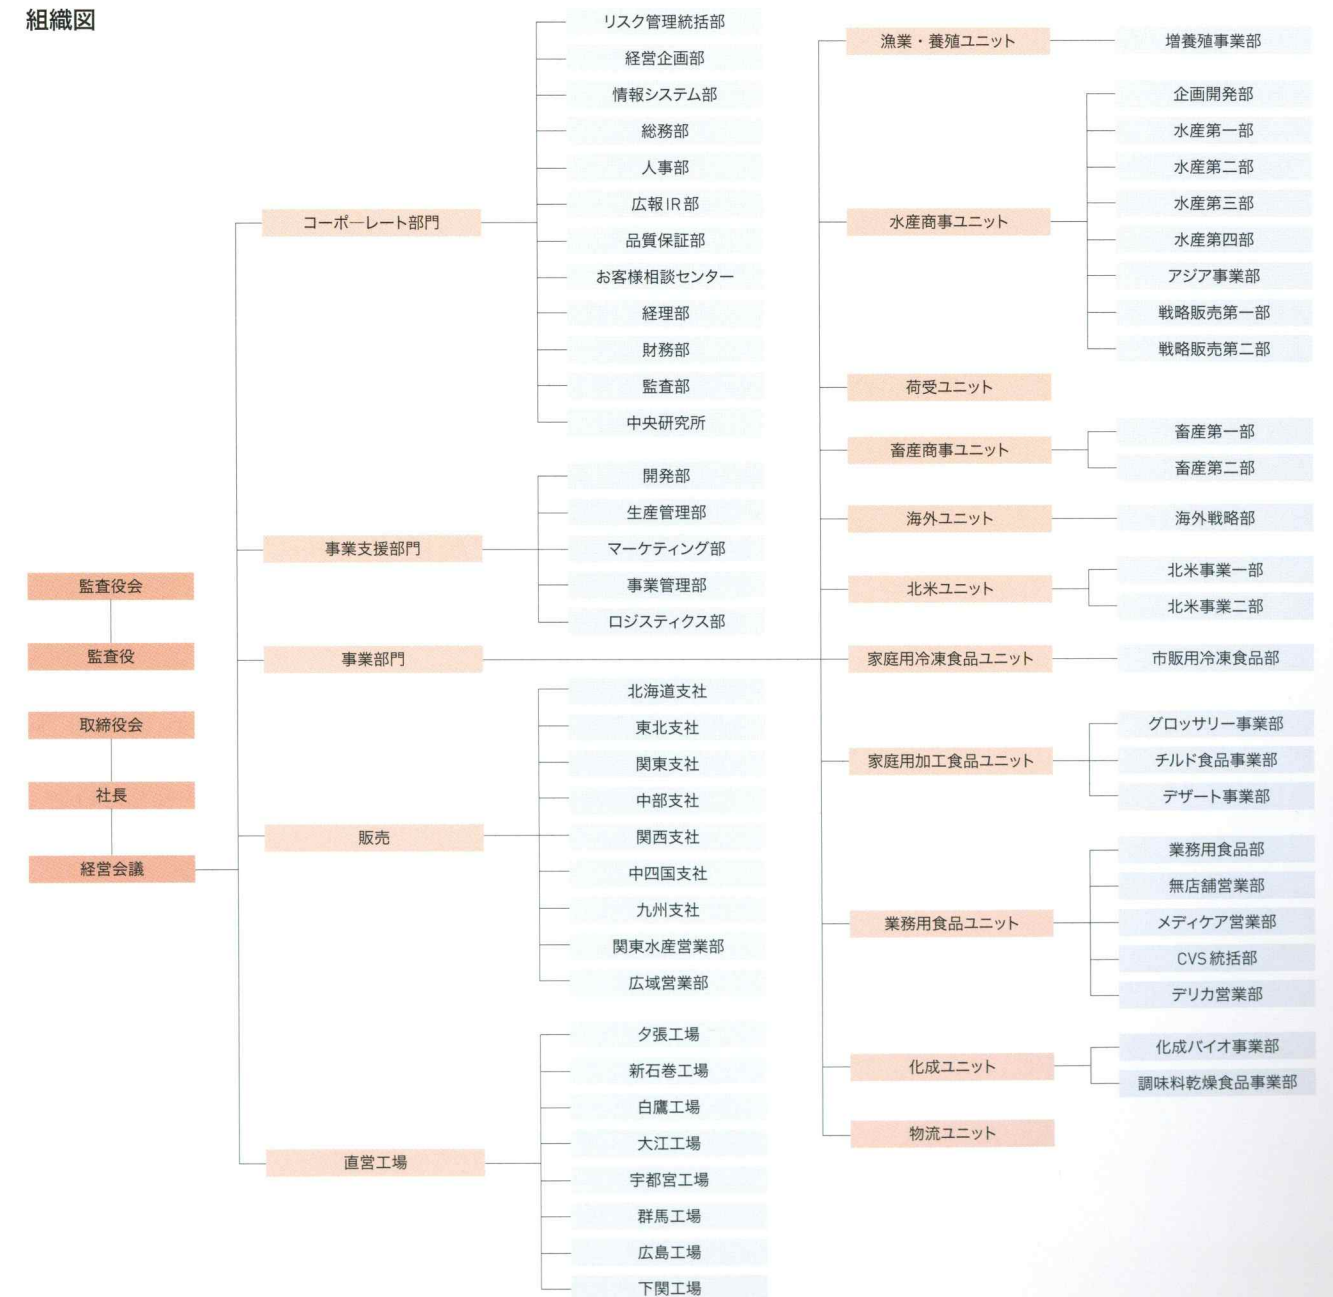 組織図
監査役会
監査役
取締役会
社長
経営会議
コーポレート部門
リスク管理統括部
経営企画部
情報システム部
総務部
人事部
広報IR部
品質保証部
お客様相談センター
経理部
財務部
監査部
中央研究所
事業支援部門
開発部
生産管理部
マーケティング部
事業管理部
ロジスティクス部
事業部門
販売
北海道支社
東北支社
関東支社
中部支社
関西支社
中四国支社
九州支社
関東水産営業部
広域営業部
直営工場
夕張工場
新石巻工場
白鷹工場
大江工場
宇都宮工場
群馬工場
広島工場
下関工場
漁業・養殖ユニット
増養殖事業部
水産商事ユニット
企画開発部
水産第一部
水産第二部
水産第三部
水産第四部
アジア事業部
戦略販売第一部
戦略販売第二部
荷受ユニット
畜産商事ユニット
畜産第一部
畜産第二部
海外ユニット
海外戦略部
北米ユニット
北米事業一部
北米事業二部
家庭用冷凍食品ユニット
市販用冷凍食品部
家庭用加工食品ユニット
グロッサリー事業部
チルド食品事業部
デザート事業部
業務用食品ユニット
業務用食品部
無店舗営業部
メディケア営業部
CVS統括部
デリカ営業部
化成ユニット
化成バイオ事業部
調味料乾燥食品事業部
物流ユニット